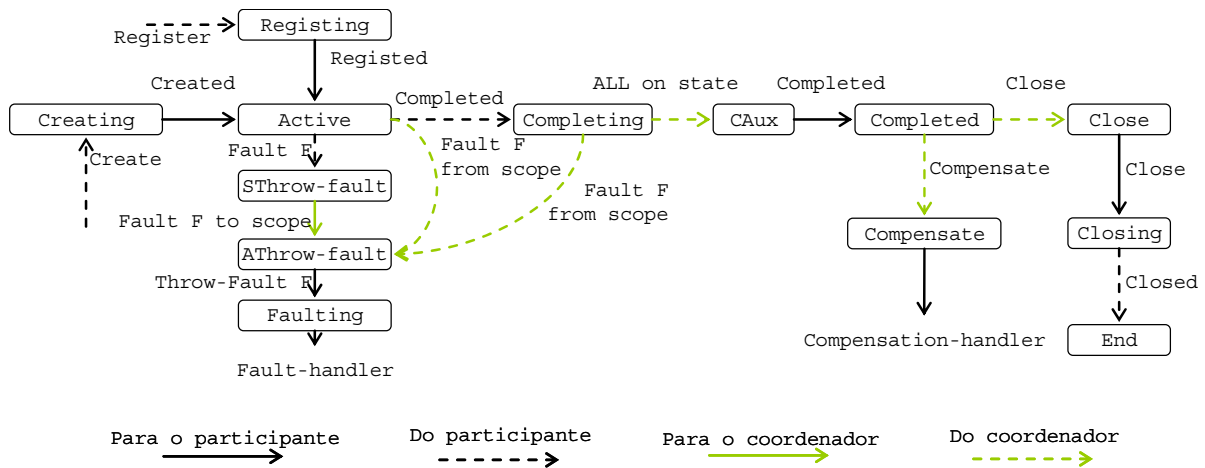 Register
Registing
Registed
Created
Completed
ALL on state
Completed
Close
Creating
Active
Completing
CAux
Completed
Close
Create
Fault F
Fault F
from scope
SThrow-fault
Fault F
from scope
Compensate
Close
Fault F to scope
AThrow-fault
Compensate
Closing
Throw-Fault F
Closed
Faulting
Compensation-handler
End
Fault-handler
Para o participante
Do participante
Para o coordenador
Do coordenador